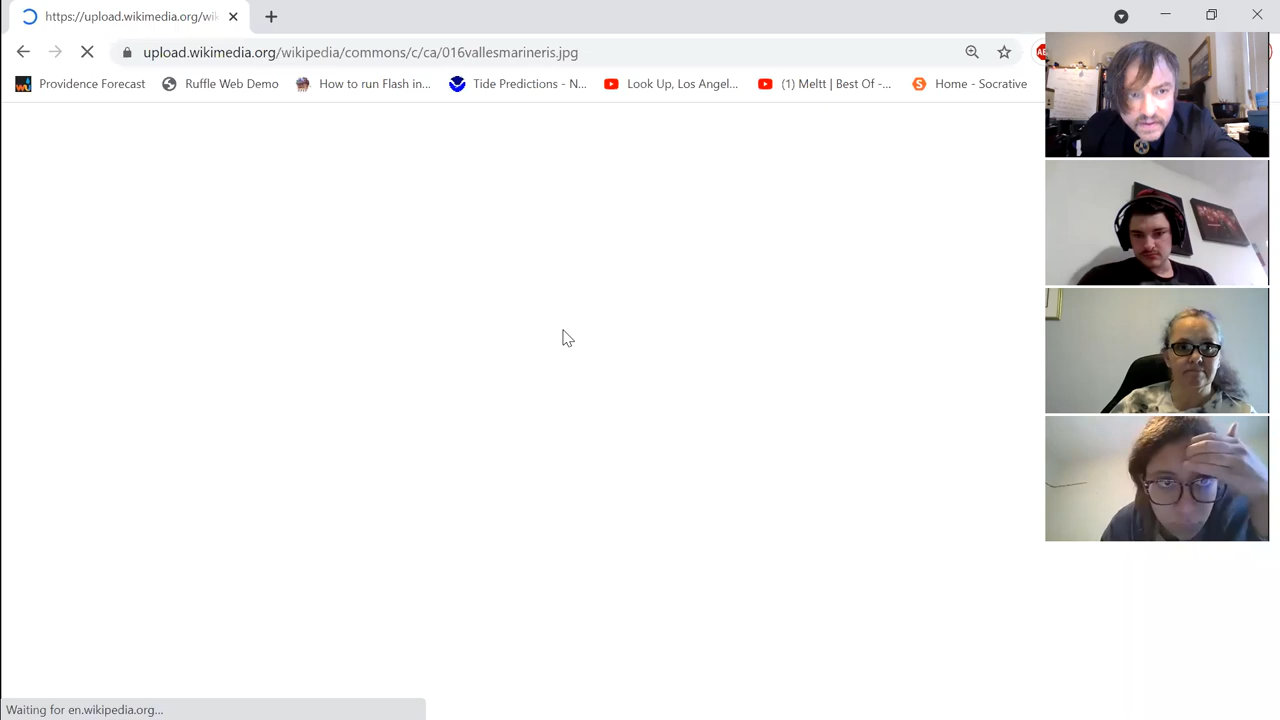 https://upload.wikimedia.org/wik
upload.wikimedia.org/wikipedia/commons/c/ca/016vallesmarineris.jpg
Providence Forecast
Ruffle Web Demo
How to run Flash in...
Tide Predictions - N...
Look Up, Los Angel...
(1) Meltt | Best Of -...
Home - Socrative
Waiting for en.wikipedia.org...